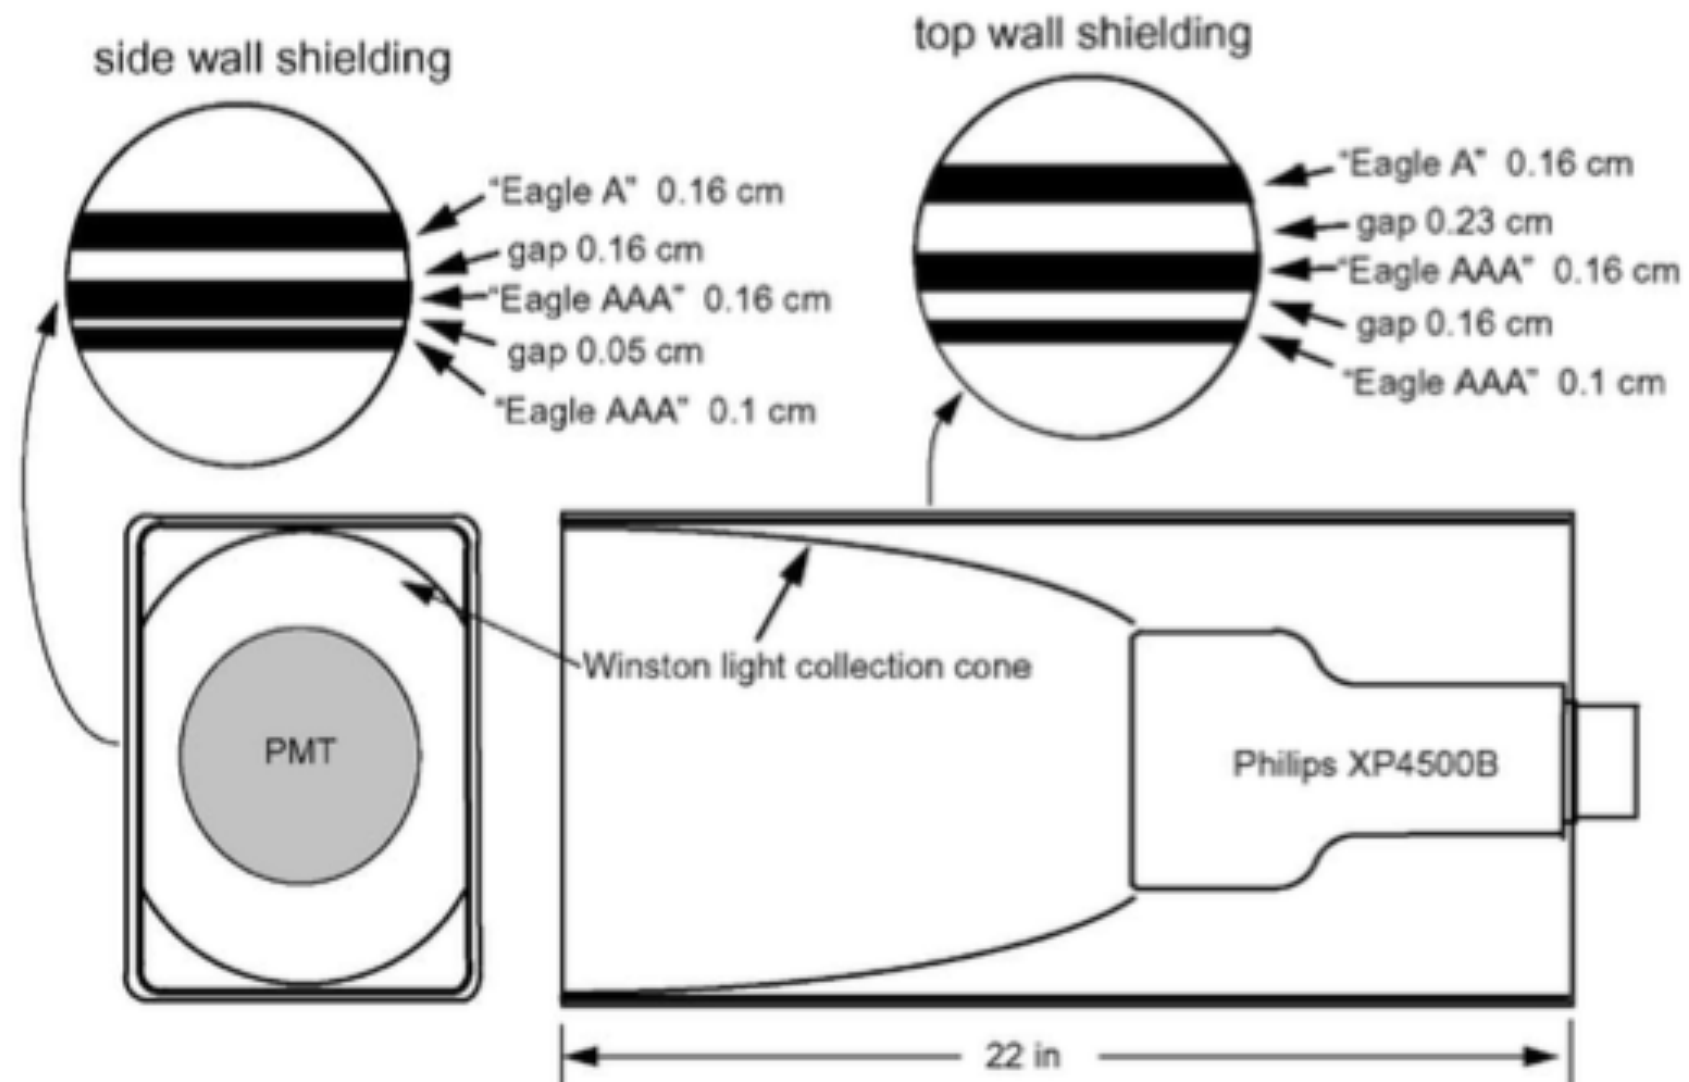 side wall shielding
"Eagle A" 0.16 cm
gap 0.16 cm
"Eagle AAA" 0.16 cm
gap 0.05 cm
"Eagle AAA" 0.1 cm
top wall shielding
"Eagle A" 0.16 cm
gap 0.23 cm
"Eagle AAA" 0.16 cm
gap 0.16 cm
"Eagle AAA" 0.1 cm
PMT
Winston light collection cone
Philips XP4500B
22 in